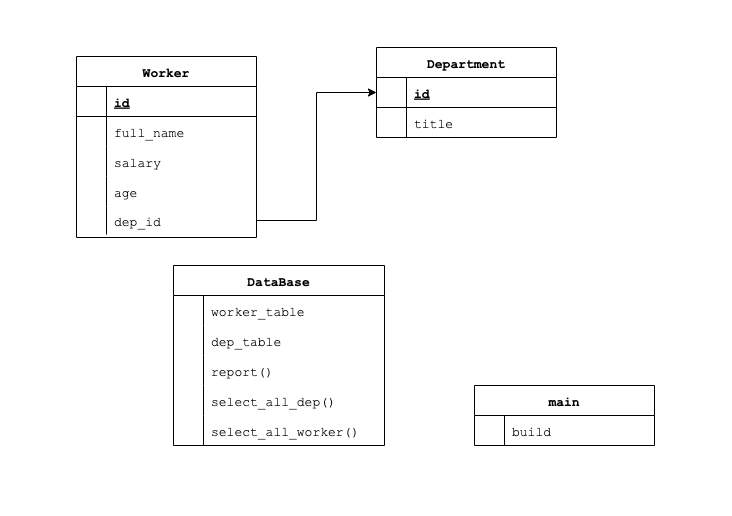 Worker
id
full_name
salary
age
dep_id
Department
id
title
DataBase
worker_table
dep_table
report()
select_all_dep()
select_all_worker()
main
build